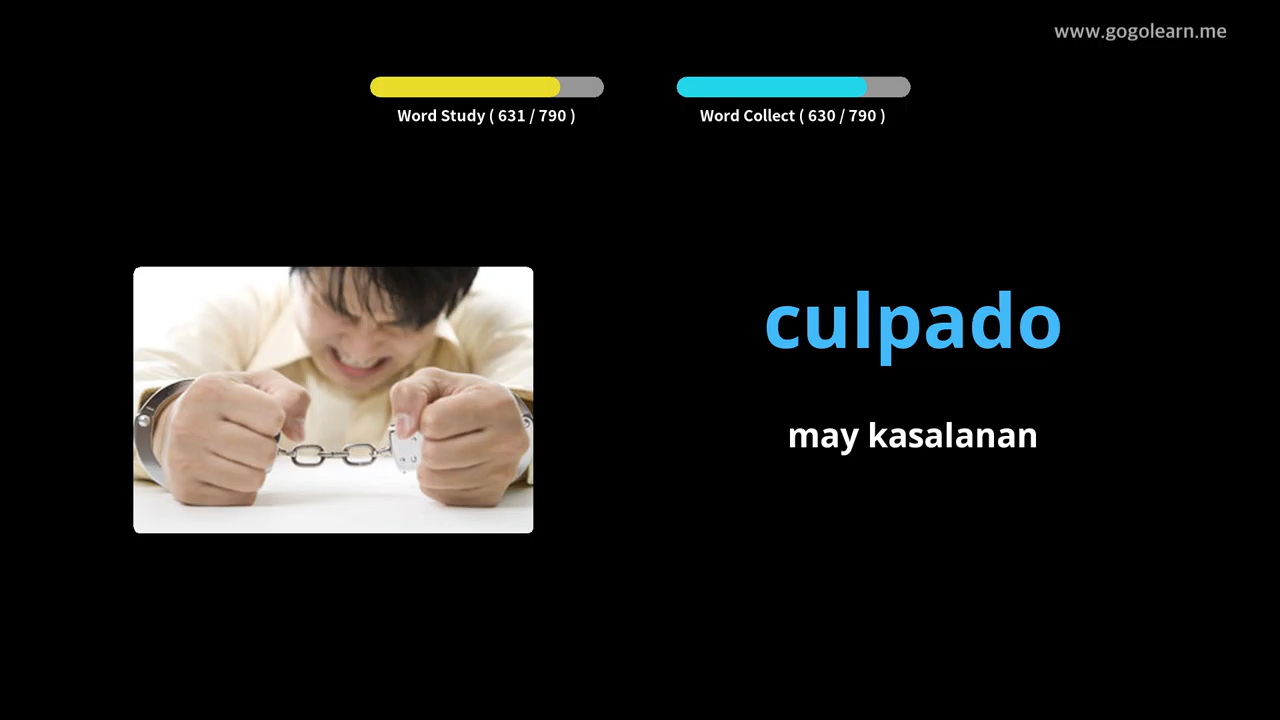 www.gogolearn.me
Word Study ( 631 / 790 )
Word Collect ( 630 / 790 )
culpado
may kasalanan